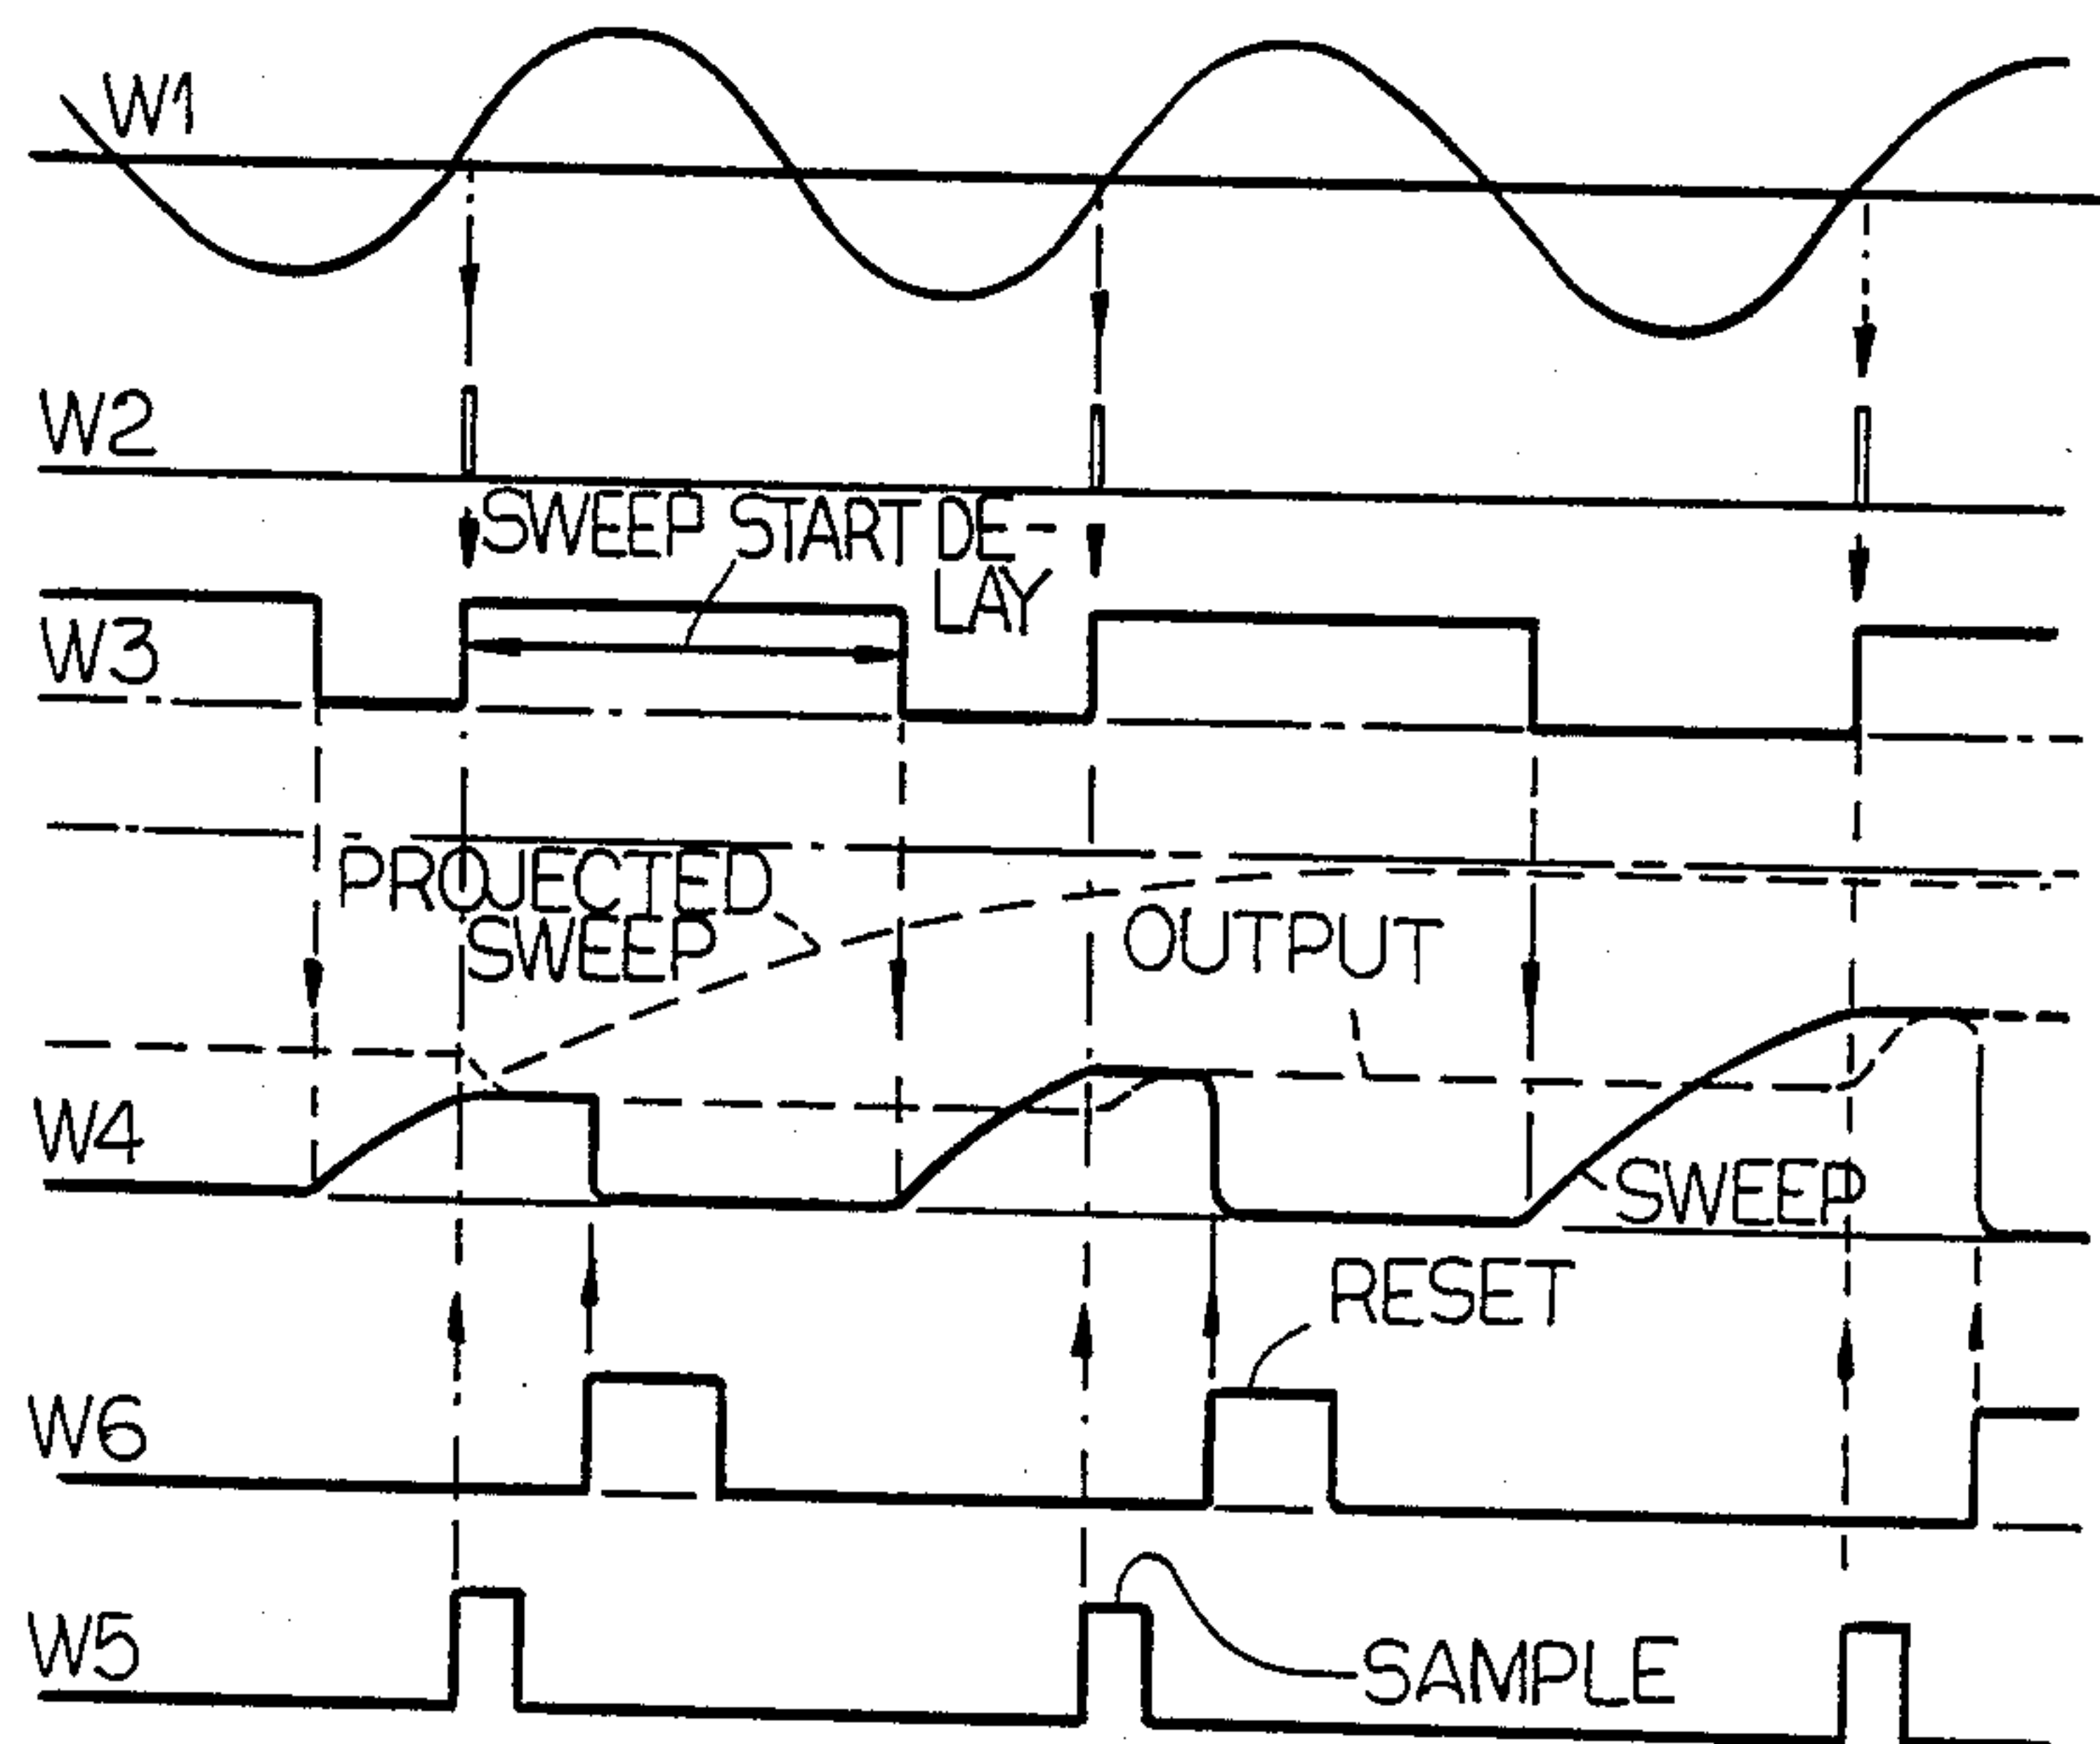 W1
W2
SWEEP START DE-
LAY
W3
PROJECTED
SWEEP
OUTPUT
W4
SWEEP
RESET
W6
W5
SAMPLE